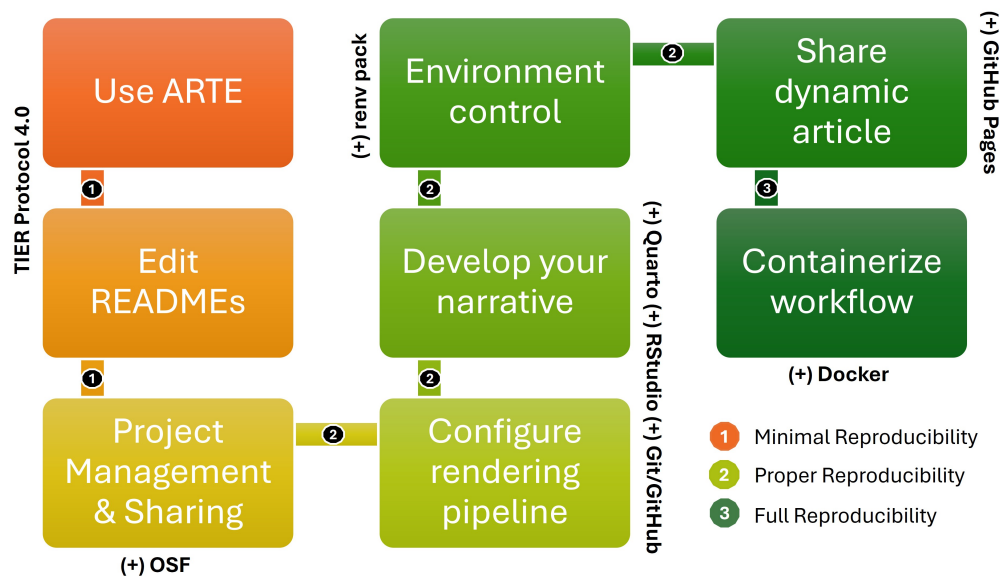 TIER Protocol 4.0
Use ARTE
1
Edit
READMEs
1
Project
Management
& Sharing
(+) OSF
2
Configure
rendering
pipeline
2
Develop your
narrative
(+) Quarto (+) RStudio (+) Git/GitHub
2
Environment
control
(+) renv pack
2
Share
dynamic
article
(+) GitHub Pages
3
Containerize
workflow
(+) Docker
1 Minimal Reproducibility
2 Proper Reproducibility
3 Full Reproducibility